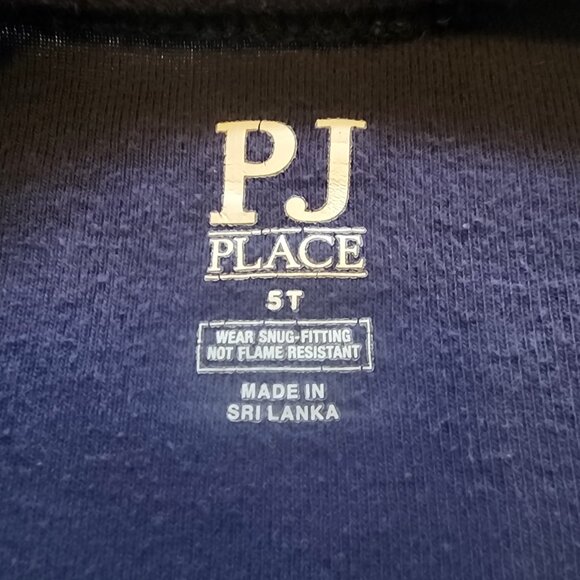 PJ
PLACE
5T
WEAR SNUG-FITTING
NOT FLAME RESISTANT
MADE IN
SRI LANKA